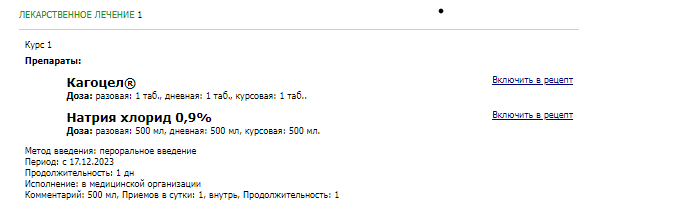 ЛЕКАРСТВЕННОЕ ЛЕЧЕНИЕ 1
Курс 1
Препараты:
Кагоцел®
Включить в рецепт
Доза: разовая: 1 таб., дневная: 1 таб., курсовая: 1 таб..
Натрия хлорид 0,9%
Включить в рецепт
Доза: разовая: 500 мл, дневная: 500 мл, курсовая: 500 мл.
Метод введения: пероральное введение
Период: с 17.12.2023
Продолжительность: 1 дн
Исполнение: в медицинской организации
Комментарий: 500 мл, Приемов в сутки: 1, внутрь, Продолжительность: 1